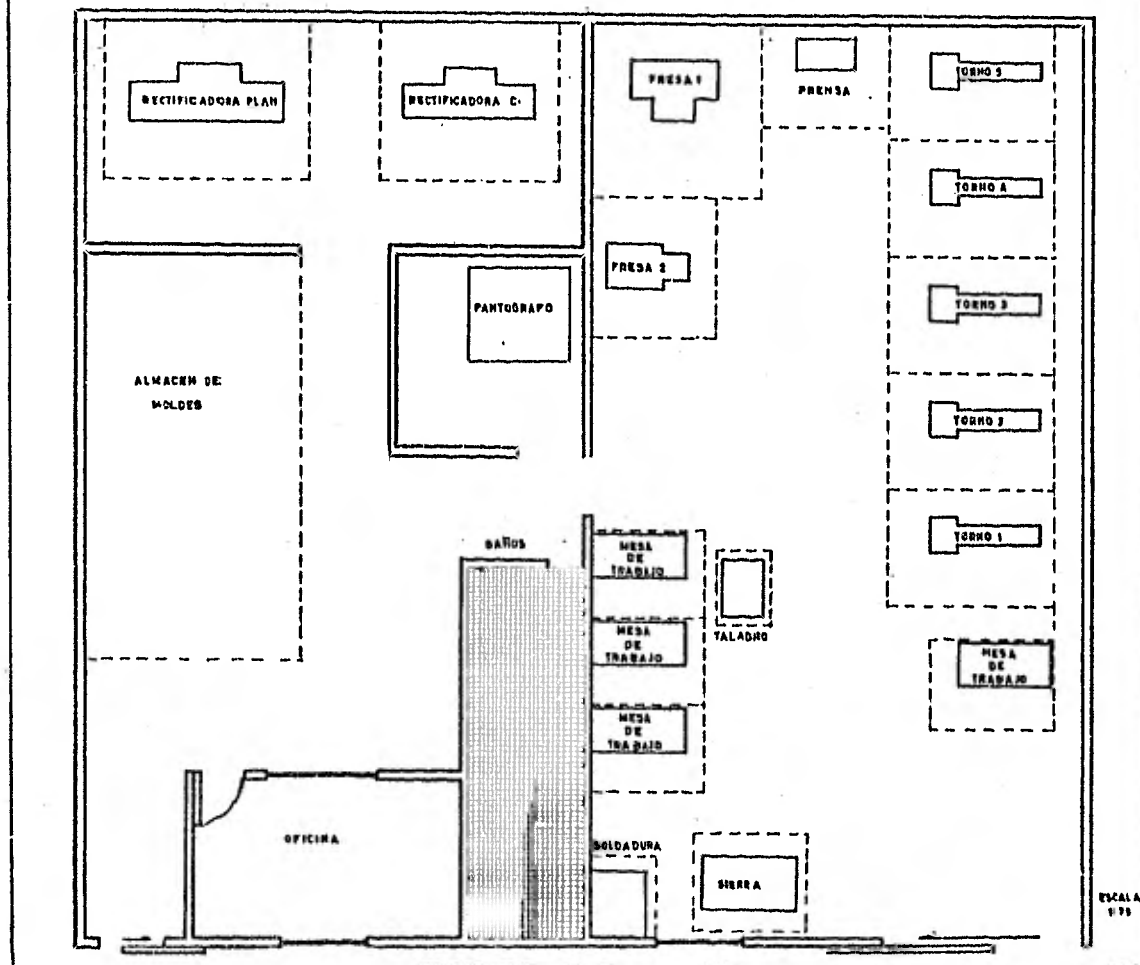 RECTIFICADORA PLAN
RECTIFICADORA C.
FRESA 1
PRENSA
TORNO 5
TORNO 4
FRESA 2
PANTOGRAFO
TORNO 3
ALMACEN DE
MOLDES
TORNO 2
TORNO 1
BAÑOS
MESA
DE
TRABAJO
TALADRO
MESA
DE
TRABAJO
MESA
DE
TRABAJO
MESA
DE
TRABAJO
OFICINA
SOLDADURA
SIERRA
ESCALA
1:75